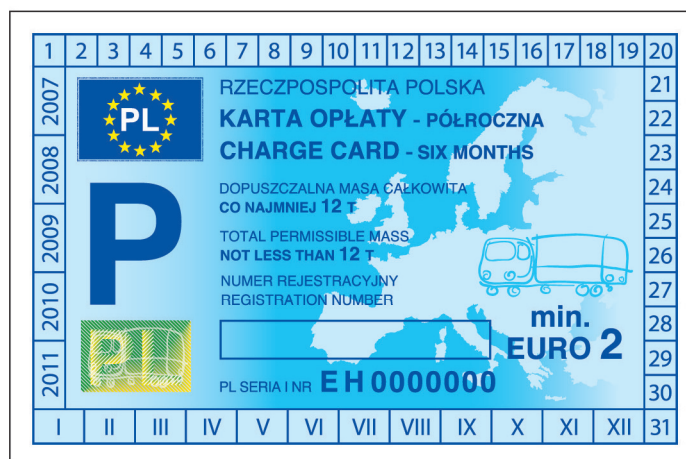 1 2 3 4 5 6 7 8 9 10 11 12 13 14 15 16 17 18 19 20
21
22
23
24
25
26
27
28
29
30
31
2007
2008
2009
2010
2011
PL
RZECZPOSPOLITA POLSKA
KARTA OPŁATY - PÓŁROCZNA
CHARGE CARD - SIX MONTHS
P
DOPUSZCZALNA MASA CAŁKOWITA
CO NAJMNIEJ 12 T
TOTAL PERMISSIBLE MASS
NOT LESS THAN 12 T
NUMER REJESTRACYJNY
REGISTRATION NUMBER
min.
EURO 2
PL
PL SERIA I NR EH0000000
I II III IV V VI VII VIII IX X XI XII